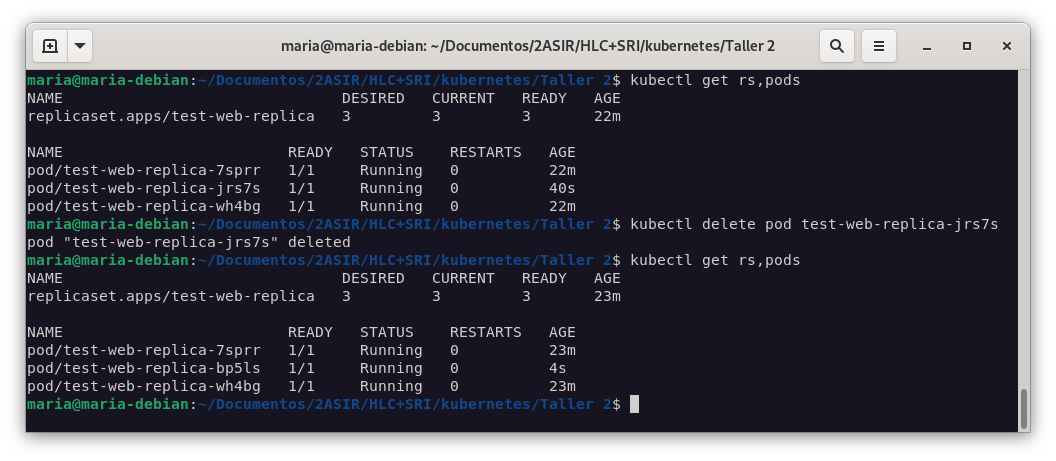 maria@maria-debian: ~/Documentos/2ASIR/HLC+SRI/kubernetes/Taller 2
maria@maria-debian:~/Documentos/2ASIR/HLC+SRI/kubernetes/Taller 2$ kubectl get rs,pods
NAME                               DESIRED   CURRENT   READY   AGE
replicaset.apps/test-web-replica   3         3         3       22m

NAME                         READY   STATUS    RESTARTS   AGE
pod/test-web-replica-7sprr   1/1     Running   0          22m
pod/test-web-replica-jrs7s   1/1     Running   0          40s
pod/test-web-replica-wh4bg   1/1     Running   0          22m
maria@maria-debian:~/Documentos/2ASIR/HLC+SRI/kubernetes/Taller 2$ kubectl delete pod test-web-replica-jrs7s
pod "test-web-replica-jrs7s" deleted
maria@maria-debian:~/Documentos/2ASIR/HLC+SRI/kubernetes/Taller 2$ kubectl get rs,pods
NAME                               DESIRED   CURRENT   READY   AGE
replicaset.apps/test-web-replica   3         3         3       23m

NAME                         READY   STATUS    RESTARTS   AGE
pod/test-web-replica-7sprr   1/1     Running   0          23m
pod/test-web-replica-bp5ls   1/1     Running   0          4s
pod/test-web-replica-wh4bg   1/1     Running   0          23m
maria@maria-debian:~/Documentos/2ASIR/HLC+SRI/kubernetes/Taller 2$